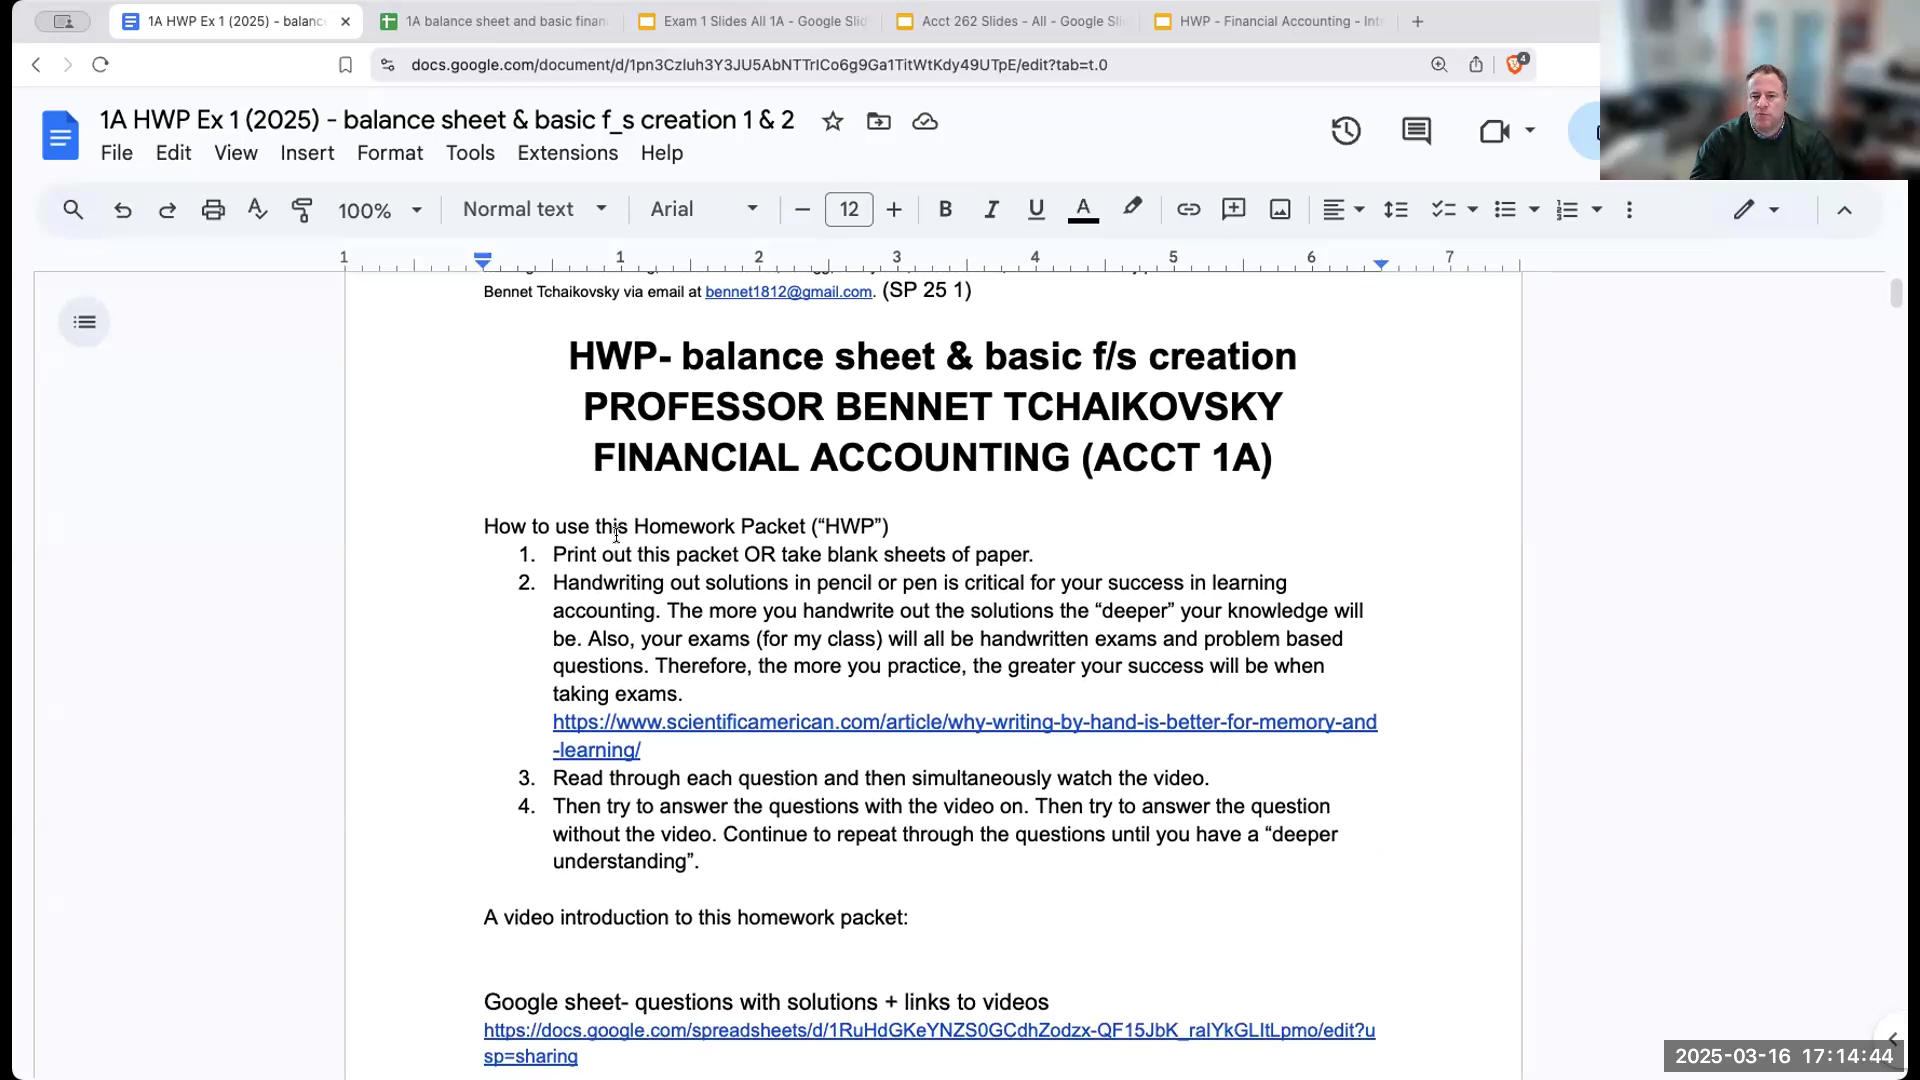 1A HWP Ex 1 (2025) - balanc
1A balance sheet and basic finan
Exam 1 Slides All 1A - Google Slid
Acct 262 Slides - All - Google Sli
HWP - Financial Accounting - Int
docs.google.com/document/d/1pn3Czluh3Y3JU5AbNTTrlCo6g9Ga1TitWtKdy49UTpE/edit?tab=t.0
4
1A HWP Ex 1 (2025) - balance sheet & basic f_s creation 1 & 2
File Edit View Insert Format Tools Extensions Help
100% Normal text Arial 12 B I U A
1 1 2 3 4 5 6 7
Bennet Tchaikovsky via email at bennet1812@gmail.com. (SP 25 1)
HWP- balance sheet & basic f/s creation
PROFESSOR BENNET TCHAIKOVSKY
FINANCIAL ACCOUNTING (ACCT 1A)
How to use this Homework Packet (“HWP”)
1. Print out this packet OR take blank sheets of paper.
2. Handwriting out solutions in pencil or pen is critical for your success in learning
accounting. The more you handwrite out the solutions the “deeper” your knowledge will
be. Also, your exams (for my class) will all be handwritten exams and problem based
questions. Therefore, the more you practice, the greater your success will be when
taking exams.
https://www.scientificamerican.com/article/why-writing-by-hand-is-better-for-memory-and
-learning/
3. Read through each question and then simultaneously watch the video.
4. Then try to answer the questions with the video on. Then try to answer the question
without the video. Continue to repeat through the questions until you have a “deeper
understanding”.
A video introduction to this homework packet:
Google sheet- questions with solutions + links to videos
https://docs.google.com/spreadsheets/d/1RuHdGKeYNZS0GCdhZodzx-QF15JbK_ralYkGLItLpmo/edit?u
sp=sharing
2025-03-16 17:14:44